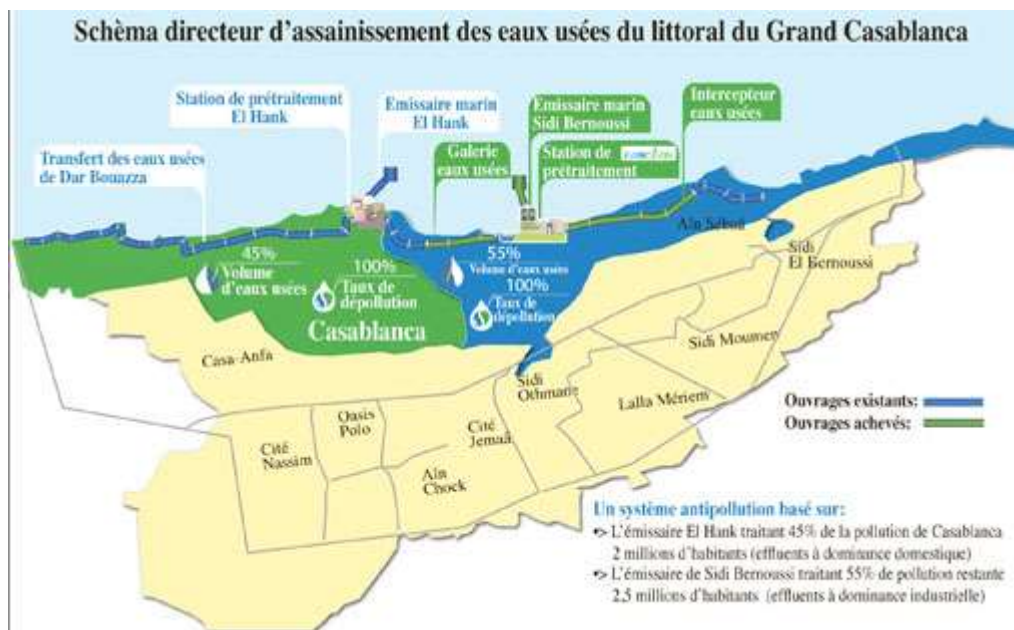 Schèma directeur d'assainissement des eaux usées du littoral du Grand Casablanca
Station de prétraitement
El Hank
Emissaire marin
El Hank
Emissaire marin
Sidi Bernoussi
Intercepteur
eaux usées
Transfert des eaux usées
de Dar Bouazza
Galerie
eaux usées
Station de
prétraitement
45%
Volume
d'eaux usées
100%
Taux de
dépollution
55%
Volume d'eaux usées
100%
Taux de
dépollution
Casablanca
Aïn Sebaâ
Sidi
El Bernoussi
Sidi Moumen
Casa-Anfa
Sidi
Othmane
Lalla Mériem
Oasis
Polo
Cité
Jemaâ
Cité
Nassim
Aïn
Chock
Ouvrages existants:
Ouvrages achevés:
Un système antipollution basé sur:
L'émissaire El Hank traitant 45% de la pollution de Casablanca
2 millions d'habitants (effluents à dominance domestique)
L'émissaire de Sidi Bernoussi traitant 55% de pollution restante
2,5 millions d'habitants (effluents à dominance industrielle)